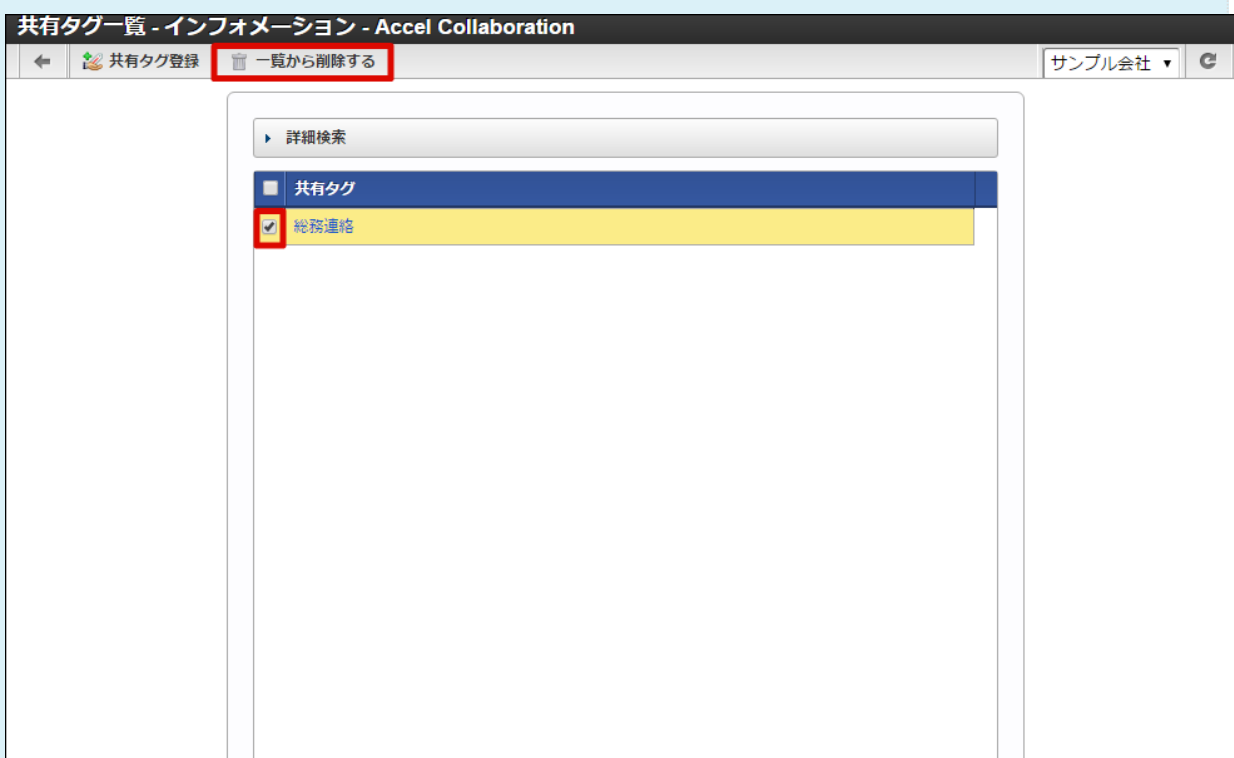 共有タグ一覧 - インフォメーション - Accel Collaboration
共有タグ登録 一覧から削除する サンプル会社
詳細検索
共有タグ
総務連絡